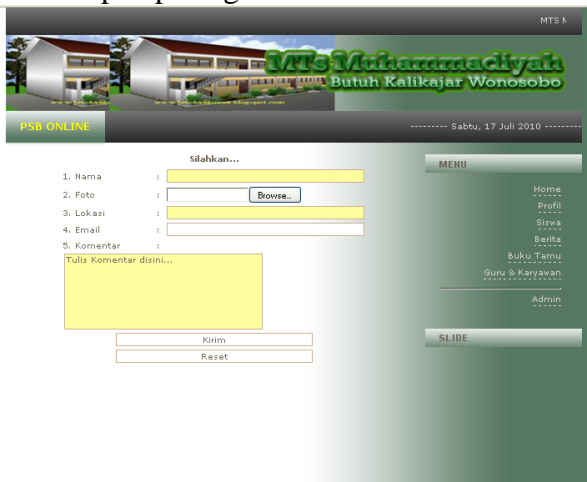 MTS M
MTs Muhammadiyah
Butuh Kalikajar Wonosobo
PSB ONLINE
--------- Sabtu, 17 Juli 2010 ---------
Silahkan...
1. Nama :
2. Foto : Browse...
3. Lokasi :
4. Email :
5. Komentar :
Tulis Komentar disini...
Kirim
Reset
MENU
Home
Profil
Siswa
Berita
Buku Tamu
Guru & Karyawan
Admin
SLIDE